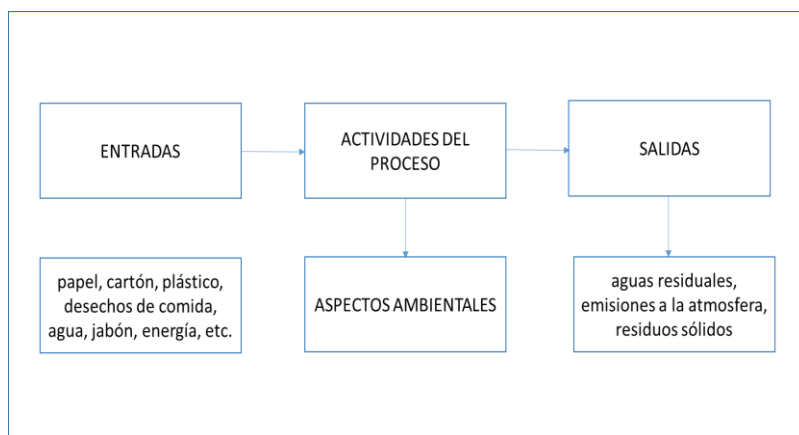 ENTRADAS
ACTIVIDADES DEL
PROCESO
SALIDAS
papel, cartón, plástico,
desechos de comida,
agua, jabón, energía, etc.
ASPECTOS AMBIENTALES
aguas residuales,
emisiones a la atmosfera,
residuos sólidos